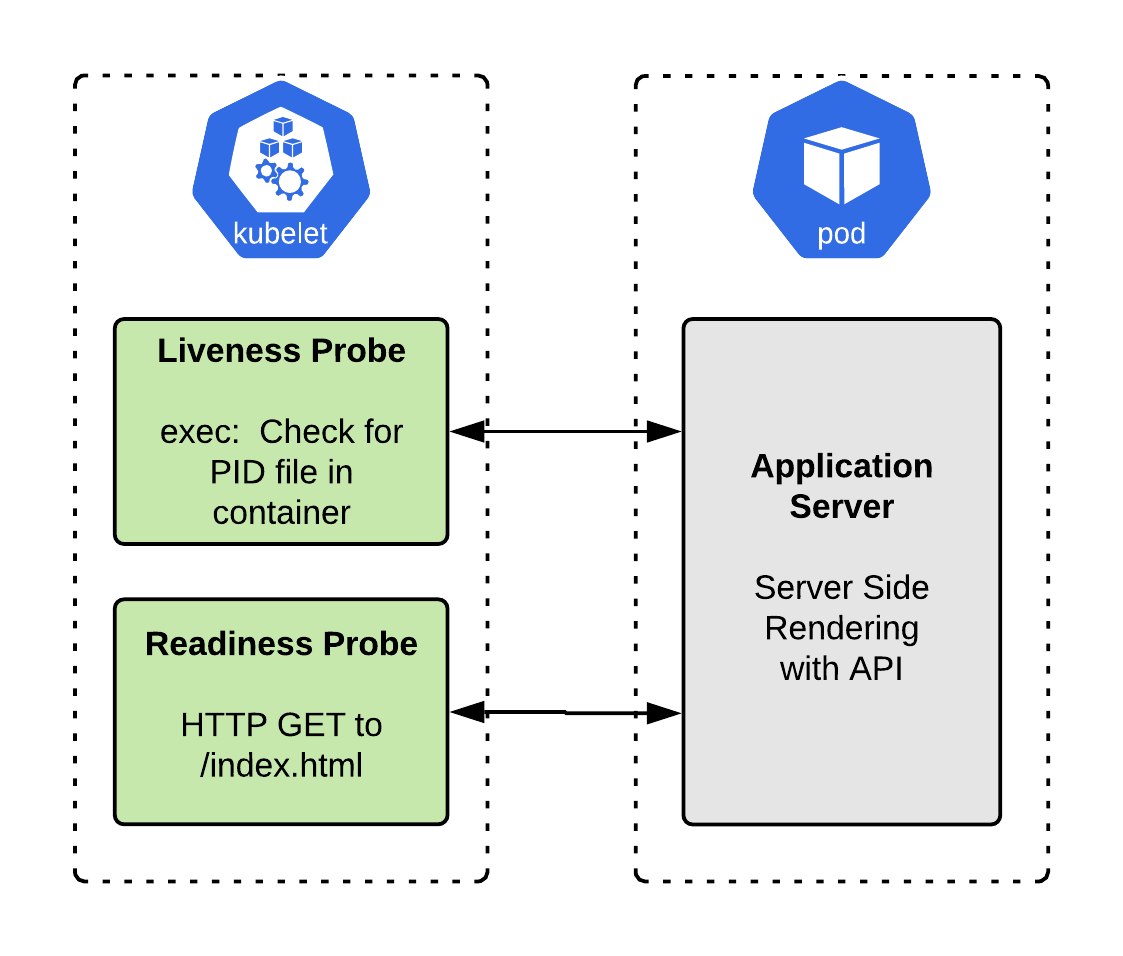 kubelet
Liveness Probe
exec:  Check for
PID file in
container
Readiness Probe
HTTP GET to
/index.html
pod
Application
Server
Server Side
Rendering
with API